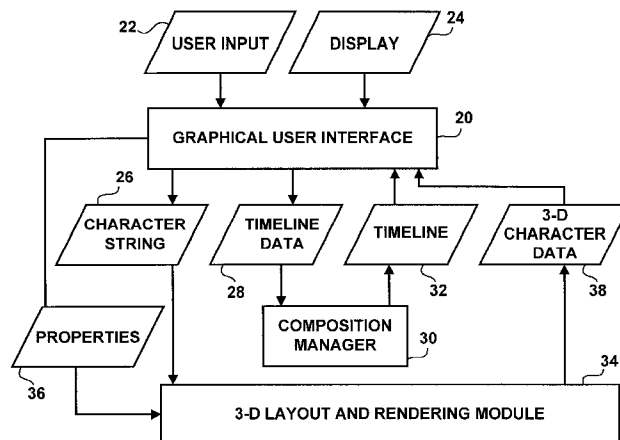 22
USER INPUT
DISPLAY
24
GRAPHICAL USER INTERFACE
20
26
CHARACTER
STRING
TIMELINE
DATA
28
TIMELINE
32
3-D
CHARACTER
DATA
38
COMPOSITION
MANAGER
30
PROPERTIES
36
34
3-D LAYOUT AND RENDERING MODULE